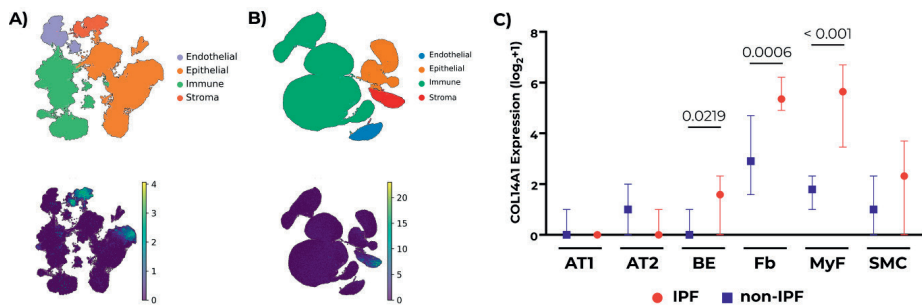 A)
Endothelial
Epithelial
Immune
Stroma
4
3
2
1
0
B)
Endothelial
Epithelial
Immune
Stroma
20
15
10
5
0
C)
COL14A1 Expression (log2+1)
8
6
4
2
0
0.0219
0.0006
< 0.001
AT1 AT2 BE Fb MyF SMC
IPF non-IPF